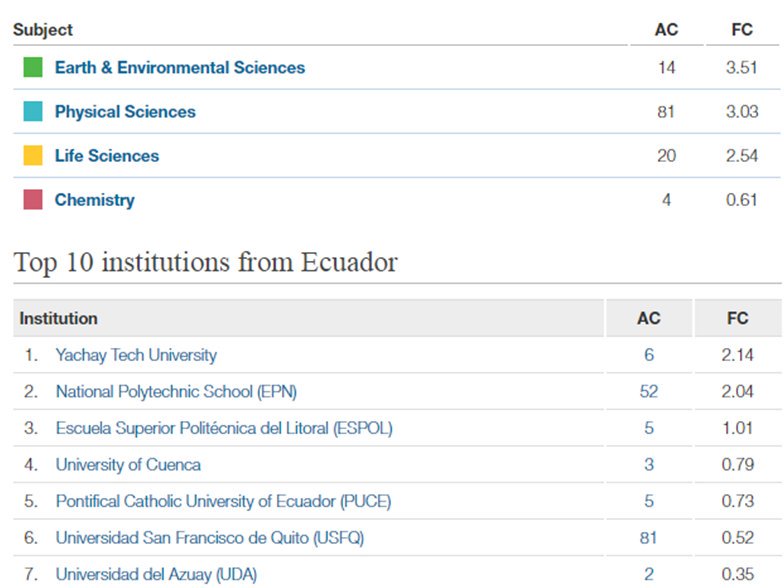 Subject AC FC
Earth & Environmental Sciences 14 3.51
Physical Sciences 81 3.03
Life Sciences 20 2.54
Chemistry 4 0.61
Top 10 institutions from Ecuador
Institution AC FC
1. Yachay Tech University 6 2.14
2. National Polytechnic School (EPN) 52 2.04
3. Escuela Superior Politécnica del Litoral (ESPOL) 5 1.01
4. University of Cuenca 3 0.79
5. Pontifical Catholic University of Ecuador (PUCE) 5 0.73
6. Universidad San Francisco de Quito (USFQ) 81 0.52
7. Universidad del Azuay (UDA) 2 0.35